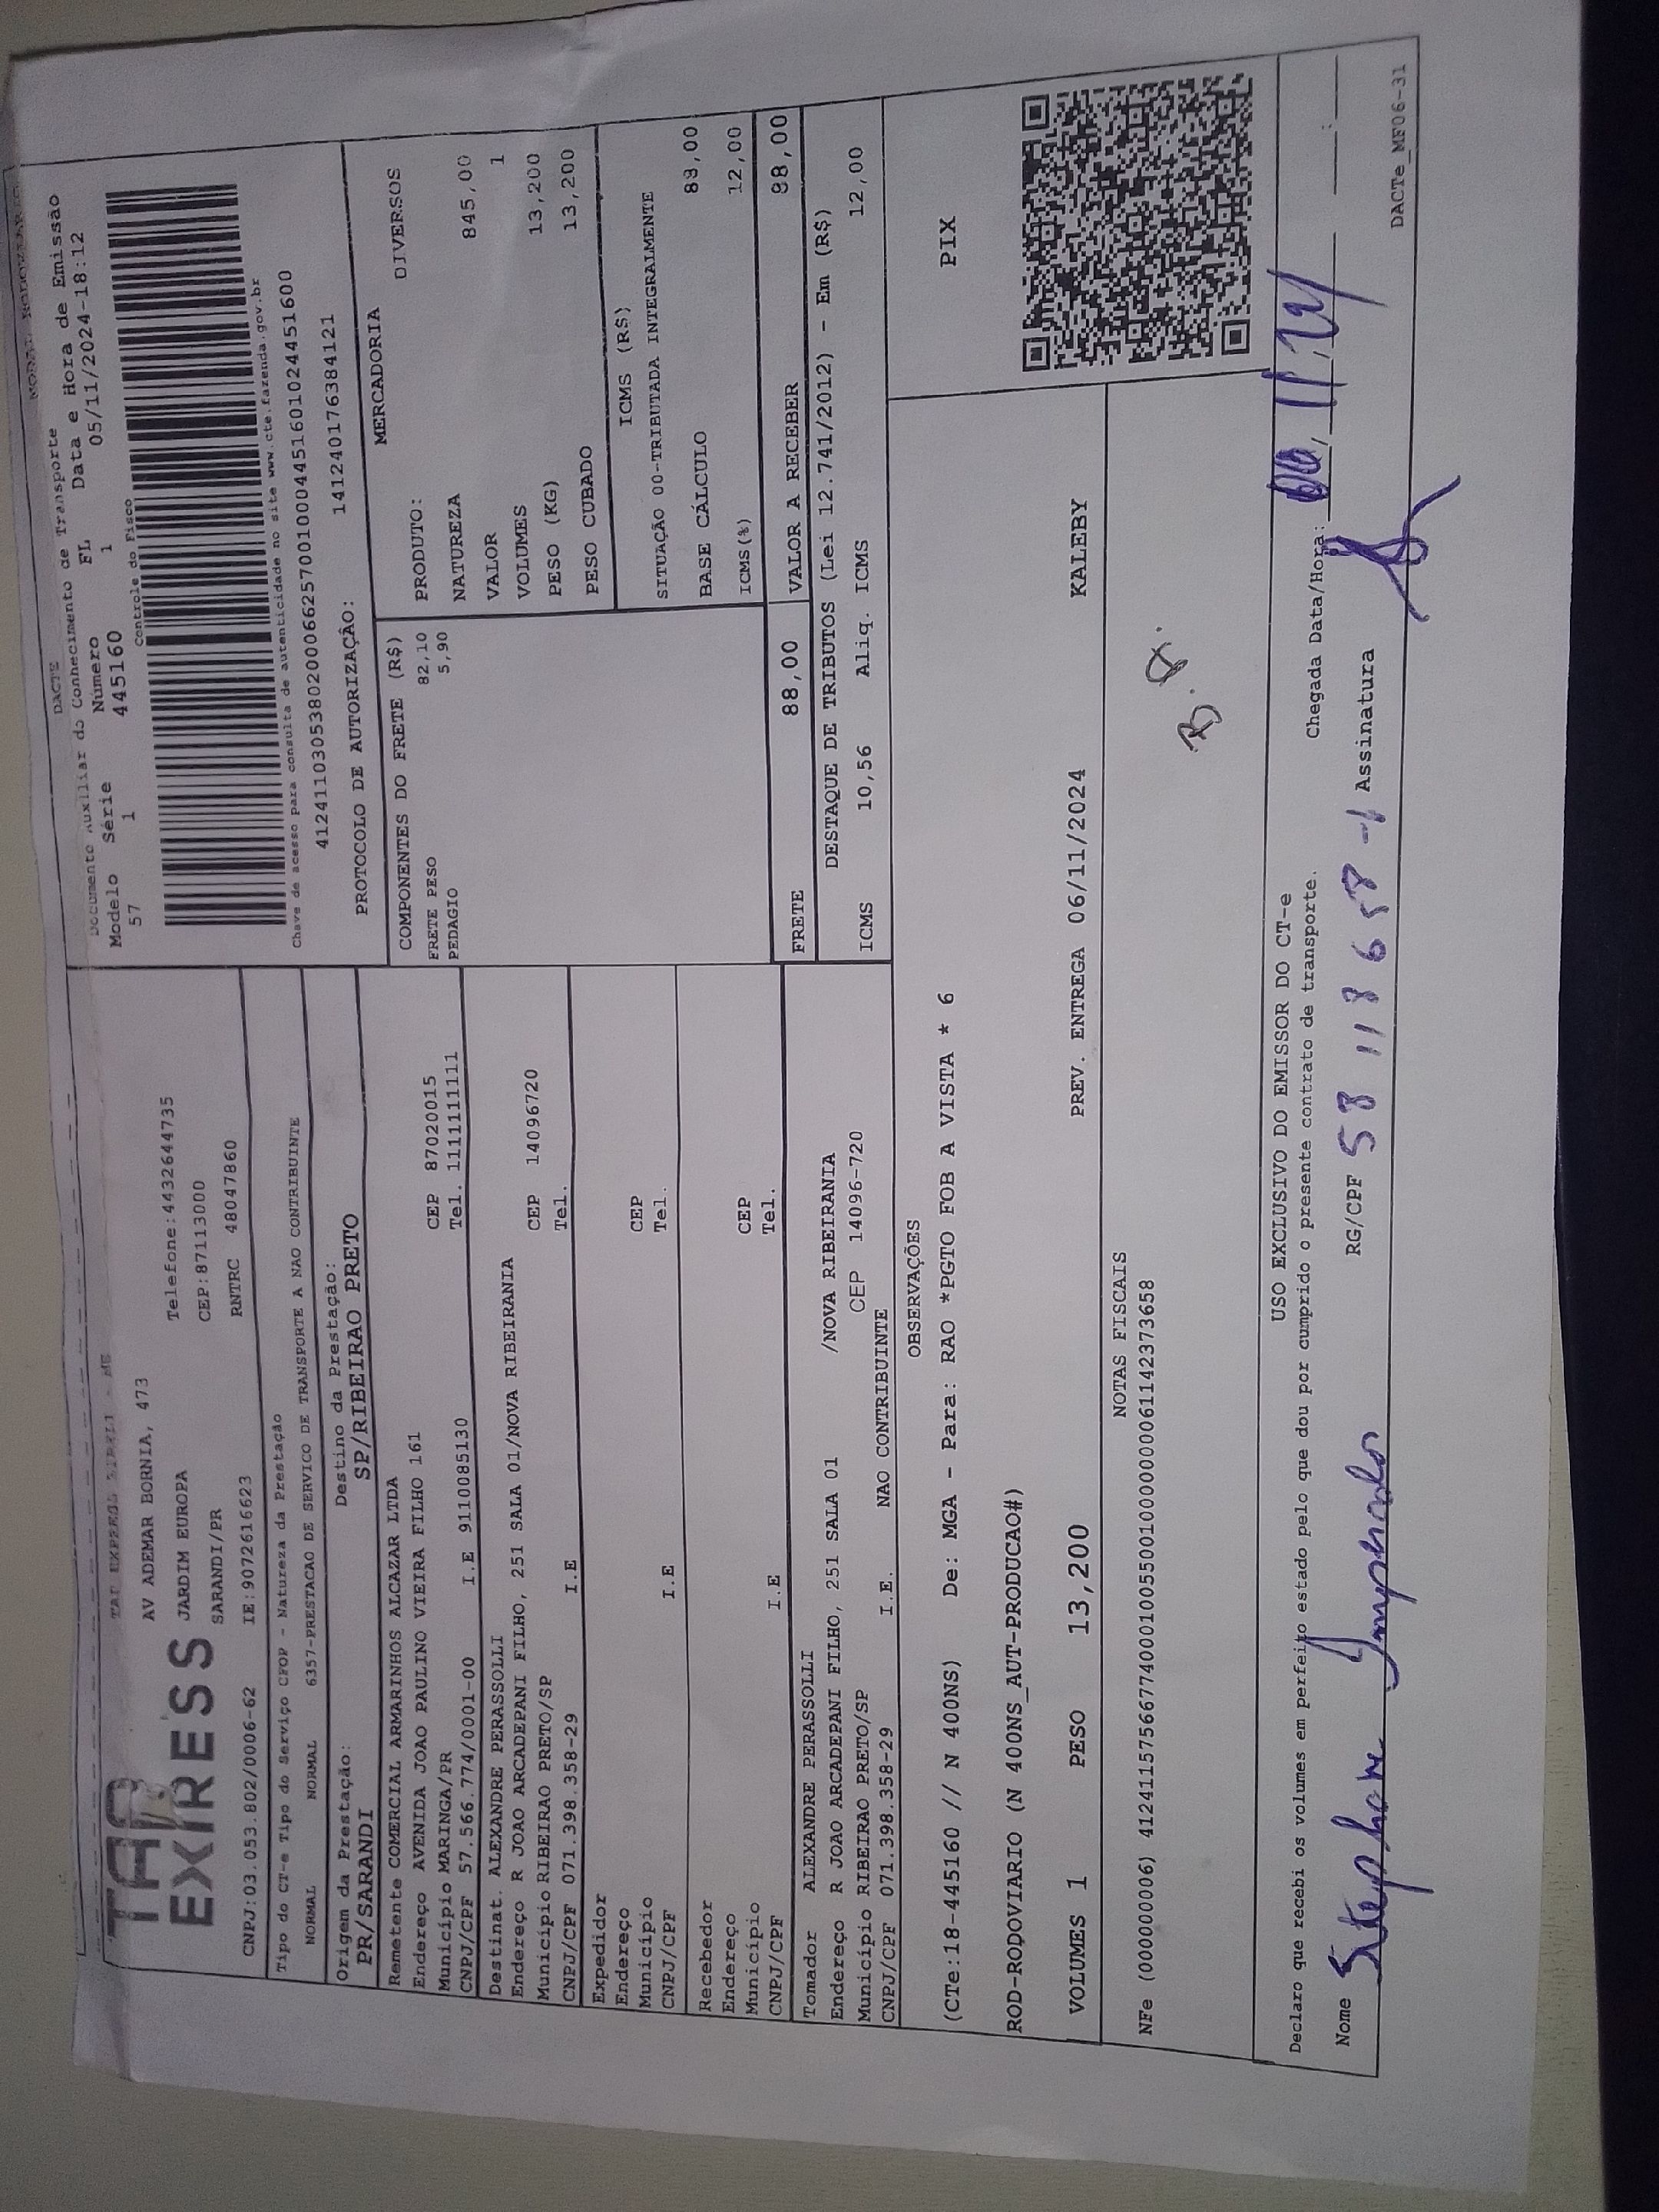 MODAL RODOVIARIO
DACTE
Documento Auxiliar do Conhecimento de Transporte
Modelo Série Número FL Data e Hora de Emissão
57 1 445160 1 05/11/2024-18:12
Controle do Fisco
Chave de acesso para consulta de autenticidade no site www.cte.fazenda.gov.br
41241103053802000662570010004451601024451600
PROTOCOLO DE AUTORIZAÇÃO: 141240176384121
EXPRESS
AV ADEMAR BORNIA, 473
JARDIM EUROPA
SARANDI/PR
Telefone:4432644735
CEP:87113000
CNPJ:03.053.802/0006-62 IE:9072616623 RNTRC 48047860
Tipo do CT-e Tipo do Serviço CFOP - Natureza da Prestação
NORMAL NORMAL 6357-PRESTACAO DE SERVICO DE TRANSPORTE A NAO CONTRIBUINTE
Origem da Prestação: Destino da Prestação:
PR/SARANDI SP/RIBEIRAO PRETO
Remetente COMERCIAL ARMARINHOS ALCAZAR LTDA
Endereço AVENIDA JOAO PAULINO VIEIRA FILHO 161
Município MARINGA/PR CEP 87020015
CNPJ/CPF 57.566.774/0001-00 I.E 9110085130 Tel. 1111111111
Destinat. ALEXANDRE PERASSOLLI
Endereço R JOAO ARCADEPANI FILHO, 251 SALA 01/NOVA RIBEIRANIA
Município RIBEIRAO PRETO/SP CEP 14096720
CNPJ/CPF 071.398.358-29 I.E Tel.
Expedidor
Endereço
Município CEP
CNPJ/CPF I.E Tel.
Recebedor
Endereço
Município CEP
CNPJ/CPF I.E Tel.
Tomador ALEXANDRE PERASSOLLI
Endereço R JOAO ARCADEPANI FILHO, 251 SALA 01 /NOVA RIBEIRANIA
Município RIBEIRAO PRETO/SP CEP 14096-720
CNPJ/CPF 071.398.358-29 I.E. NAO CONTRIBUINTE
COMPONENTES DO FRETE (R$)
FRETE PESO 82,10
PEDAGIO 5,90
MERCADORIA
PRODUTO: DIVERSOS
NATUREZA
VALOR 845,00
VOLUMES 1
PESO (KG) 13,200
PESO CUBADO 13,200
ICMS (R$)
SITUAÇÃO 00-TRIBUTADA INTEGRALMENTE
BASE CÁLCULO 88,00
ICMS(%) 12,00
FRETE 88,00 VALOR A RECEBER 88,00
DESTAQUE DE TRIBUTOS (Lei 12.741/2012) - Em (R$)
ICMS 10,56 Aliq. ICMS 12,00
OBSERVAÇÕES
(CTe:18-445160 // N 400NS) De: MGA - Para: RAO *PGTO FOB A VISTA * 6
ROD-RODOVIARIO (N 400NS_AUT-PRODUCAO#)
VOLUMES 1 PESO 13,200 PREV. ENTREGA 06/11/2024 KALEBY
PIX
NOTAS FISCAIS
NFe (00000006) 41241157566774000100550010000000061142373658
USO EXCLUSIVO DO EMISSOR DO CT-e
Declaro que recebi os volumes em perfeito estado pelo que dou por cumprido o presente contrato de transporte.
Chegada Data/Hora: 11/24 :
Nome Stephane RG/CPF Assinatura
DACTe_MF06-31